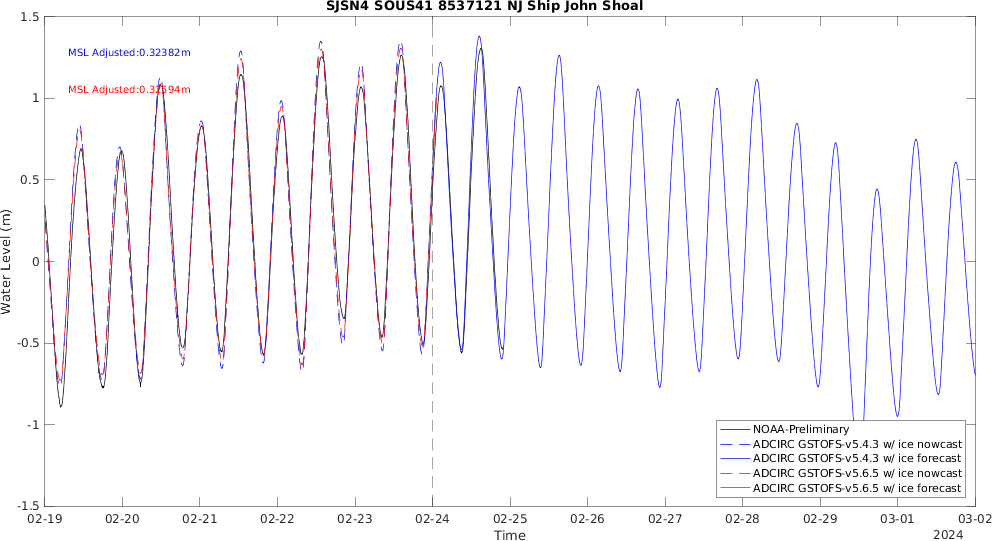 SJSN4 SOUS41 8537121 NJ Ship John Shoal
MSL Adjusted:0.32382m
MSL Adjusted:0.32594m
1.5
1
0.5
0
-0.5
-1
-1.5
Water Level (m)
02-19 02-20 02-21 02-22 02-23 02-24 02-25 02-26 02-27 02-28 02-29 03-01 03-02
Time
2024
NOAA-Preliminary
ADCIRC GSTOFS-v5.4.3 w/ ice nowcast
ADCIRC GSTOFS-v5.4.3 w/ ice forecast
ADCIRC GSTOFS-v5.6.5 w/ ice nowcast
ADCIRC GSTOFS-v5.6.5 w/ ice forecast